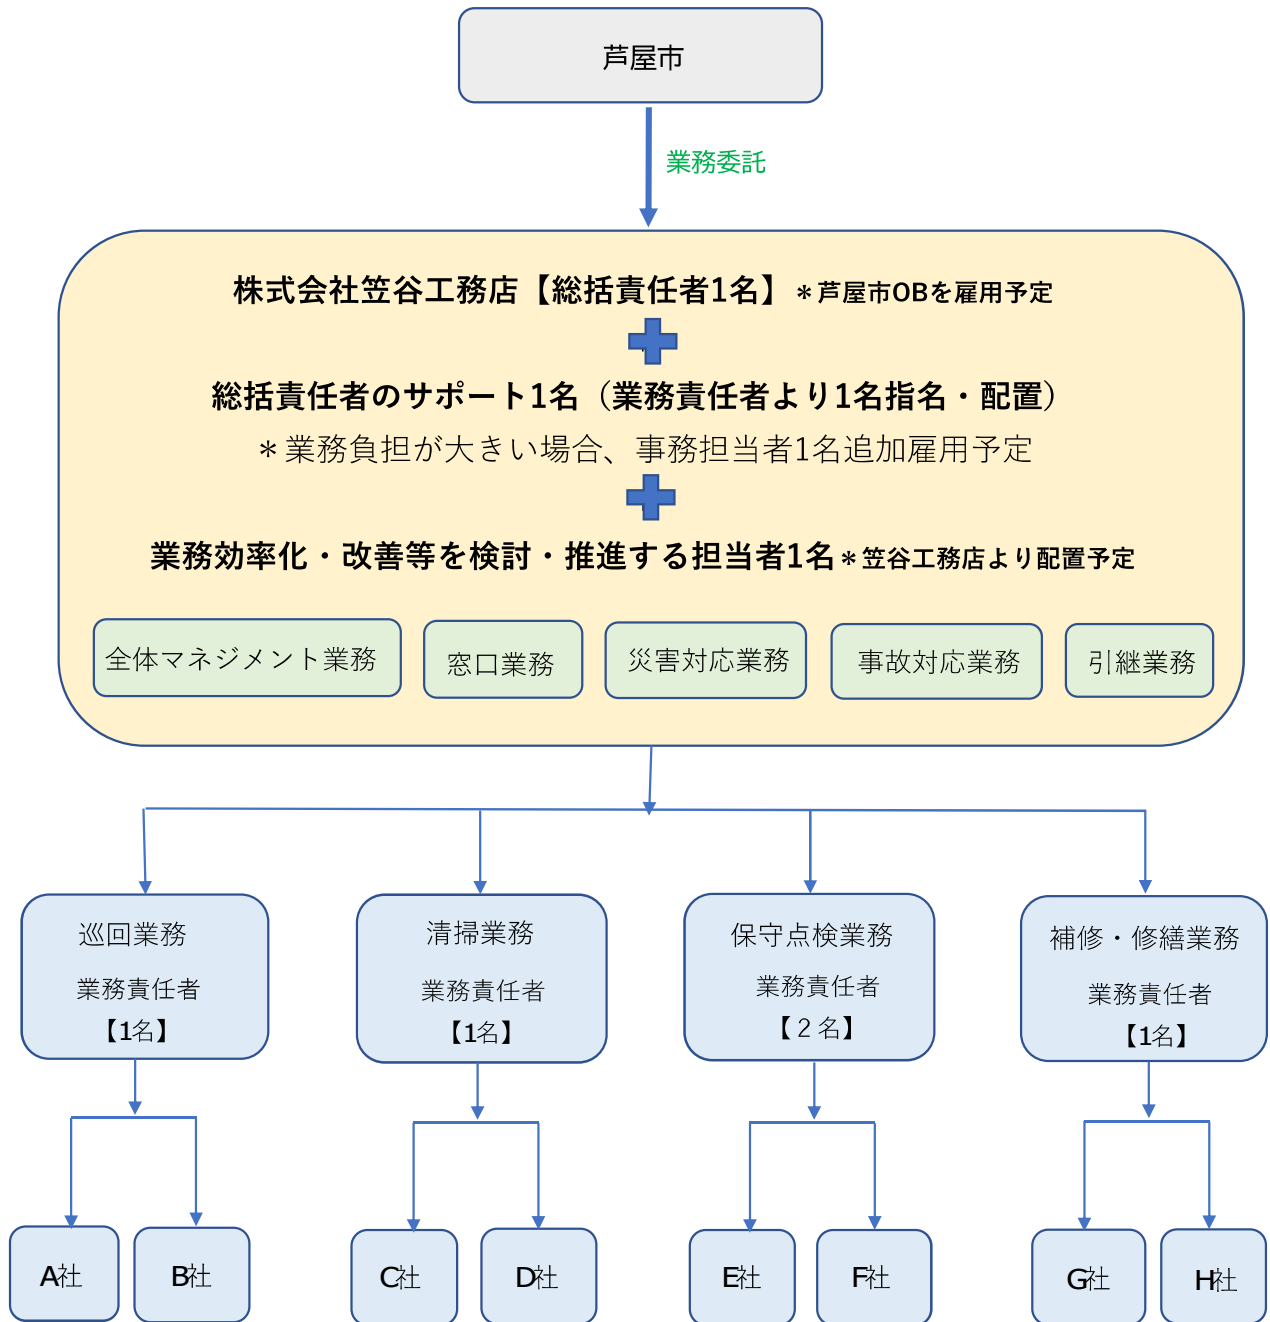 芦屋市
業務委託
株式会社笠谷工務店【総括責任者1名】＊芦屋市OBを雇用予定
総括責任者のサポート1名（業務責任者より1名指名・配置）
＊業務負担が大きい場合、事務担当者1名追加雇用予定
業務効率化・改善等を検討・推進する担当者1名＊笠谷工務店より配置予定
全体マネジメント業務
窓口業務
災害対応業務
事故対応業務
引継業務
巡回業務
業務責任者
【1名】
清掃業務
業務責任者
【1名】
保守点検業務
業務責任者
【２名】
補修・修繕業務
業務責任者
【1名】
A社
B社
C社
D社
E社
F社
G社
H社